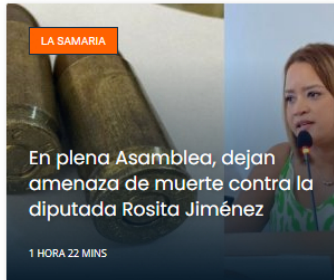 LA SAMARIA
En plena Asamblea, dejan
amenaza de muerte contra la
diputada Rosita Jiménez
1 HORA 22 MINS